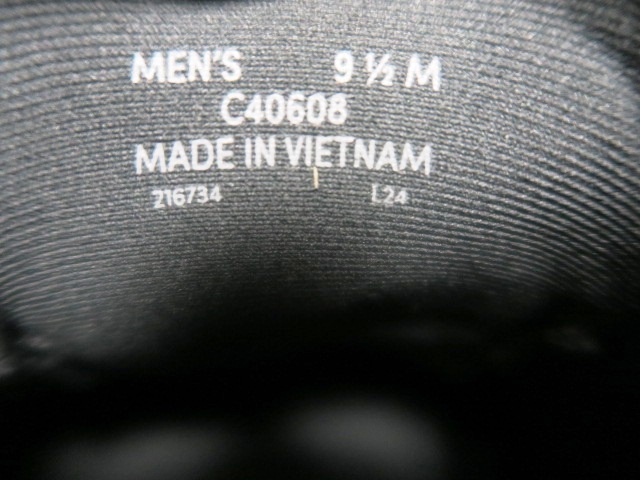 MEN'S 9 ½ M
C40608
MADE IN VIETNAM
216734 L24